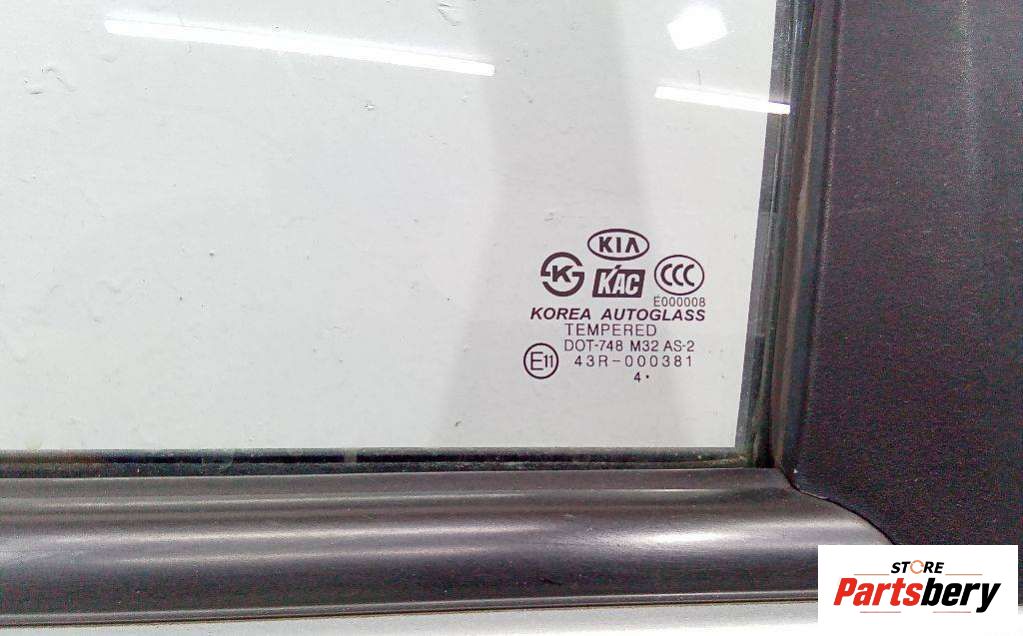 KIA
K
KAC
CCC
E000008
KOREA AUTOGLASS
TEMPERED
DOT-748 M32 AS-2
E11
43R-000381
4 •
STORE
Partsbery